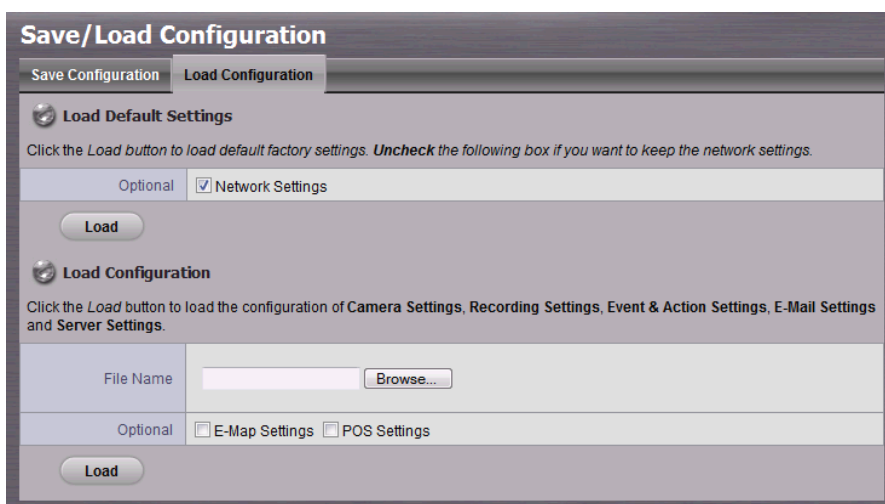 Save/Load Configuration
Save Configuration Load Configuration
Load Default Settings
Click the Load button to load default factory settings. Uncheck the following box if you want to keep the network settings.
Optional Network Settings
Load
Load Configuration
Click the Load button to load the configuration of Camera Settings, Recording Settings, Event & Action Settings, E-Mail Settings
and Server Settings.
File Name Browse...
Optional E-Map Settings POS Settings
Load